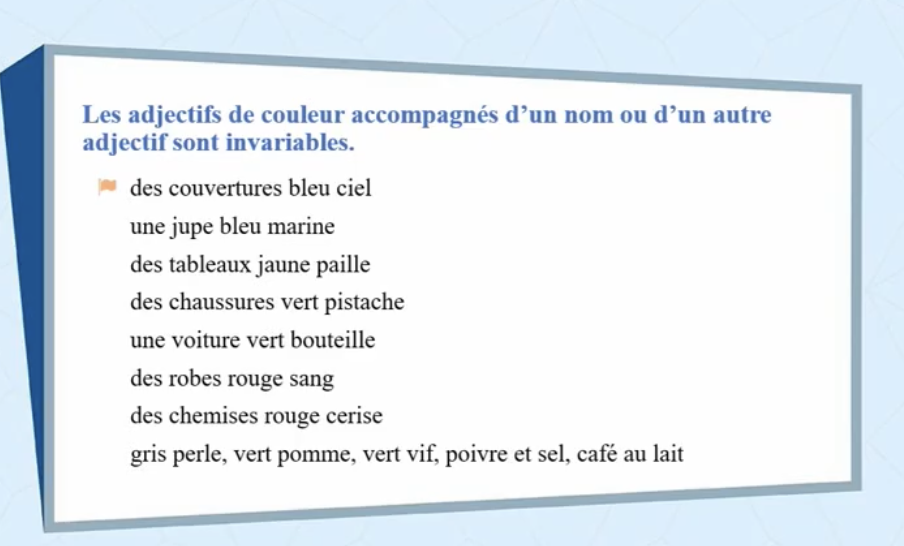 Les adjectifs de couleur accompagnés d'un nom ou d'un autre
adjectif sont invariables.
des couvertures bleu ciel
une jupe bleu marine
des tableaux jaune paille
des chaussures vert pistache
une voiture vert bouteille
des robes rouge sang
des chemises rouge cerise
gris perle, vert pomme, vert vif, poivre et sel, café au lait